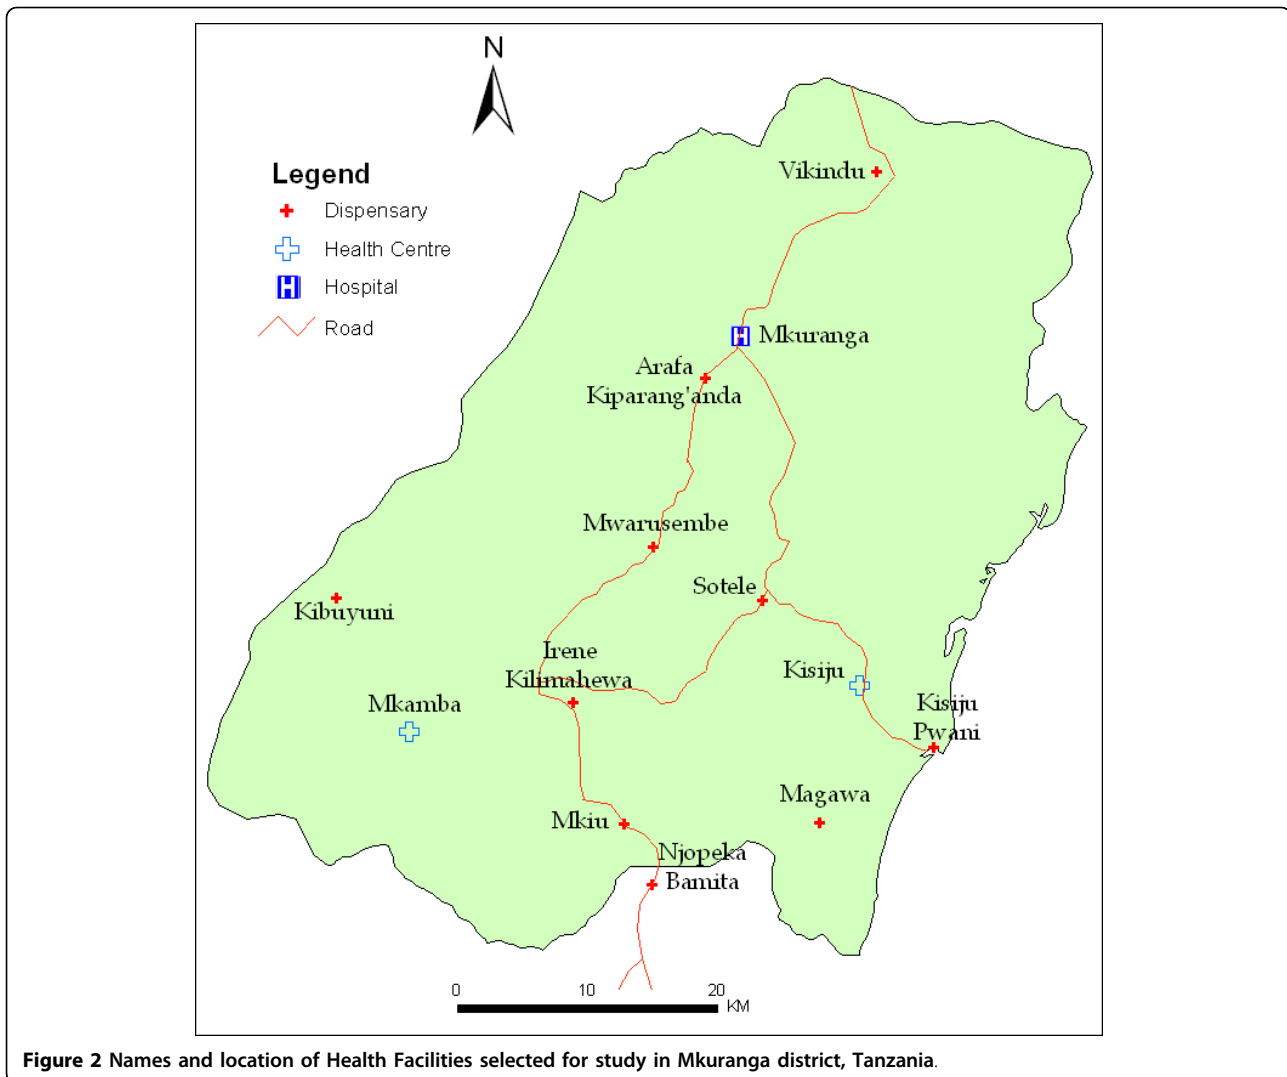 N
Legend
Dispensary
Health Centre
Hospital
Road
Vikindu
Mkuranga
Arafa
Kiparang'anda
Mwarusembe
Sotele
Kibuyuni
Irene
Kilimahewa
Kisiju
Mkamba
Kisiju
Pwani
Magawa
Mkiu
Njopeka
Bamita
0 10 20
KM
Figure 2 Names and location of Health Facilities selected for study in Mkuranga district, Tanzania.